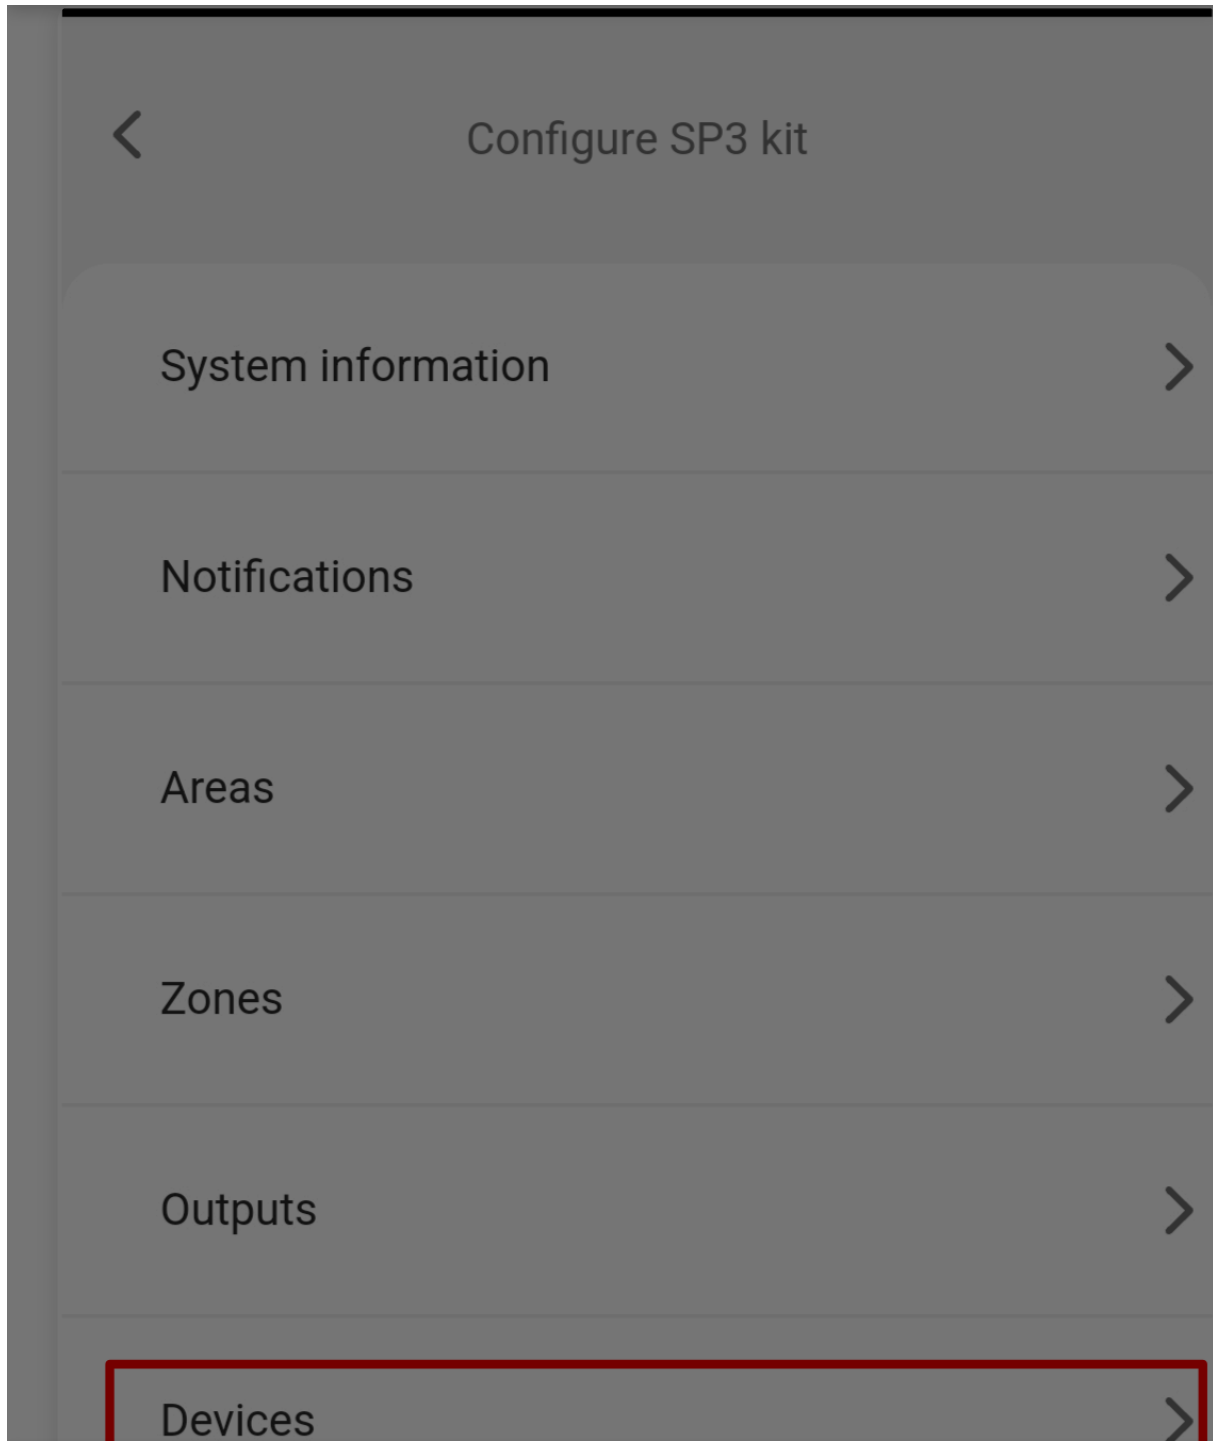 Configure SP3 kit
System information
Notifications
Areas
Zones
Outputs
Devices